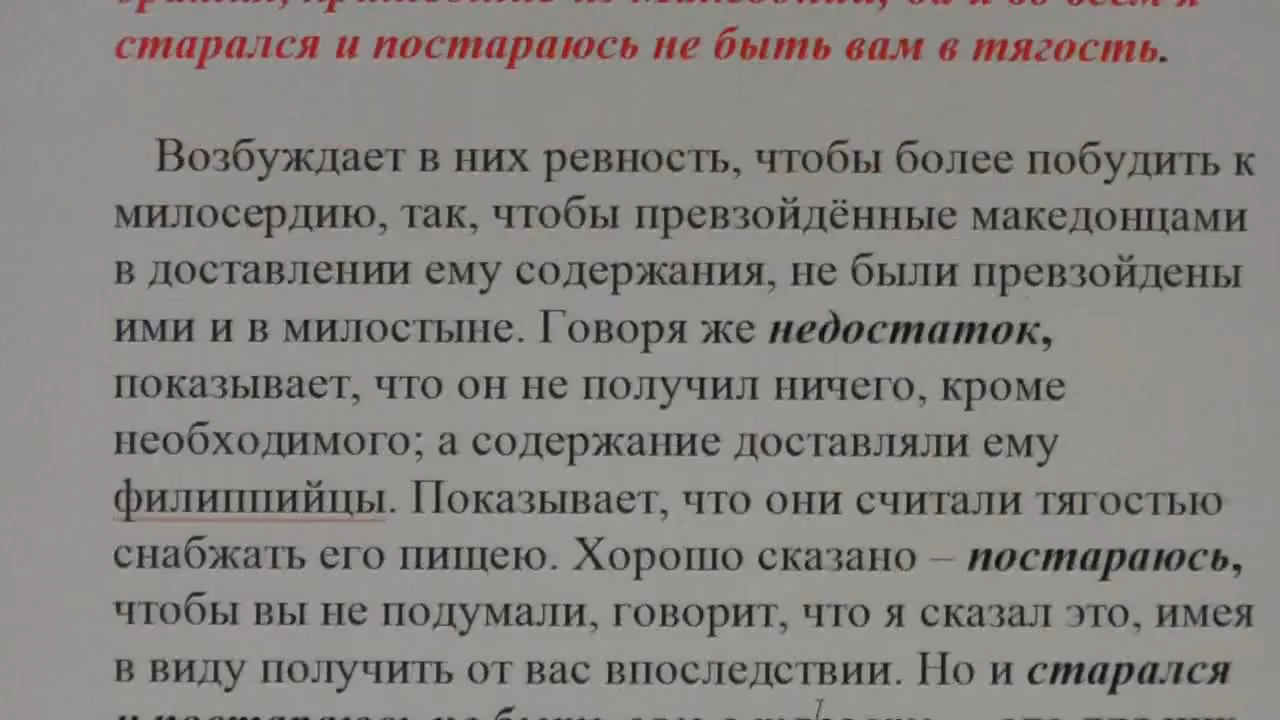 старался и постараюсь не быть вам в тягость.
Возбуждает в них ревность, чтобы более побудить к
милосердию, так, чтобы превзойдённые македонцами
в доставлении ему содержания, не были превзойдены
ими и в милостыне. Говоря же недостаток,
показывает, что он не получил ничего, кроме
необходимого; а содержание доставляли ему
филиппийцы. Показывает, что они считали тягостью
снабжать его пищею. Хорошо сказано – постараюсь,
чтобы вы не подумали, говорит, что я сказал это, имея
в виду получить от вас впоследствии. Но и старался